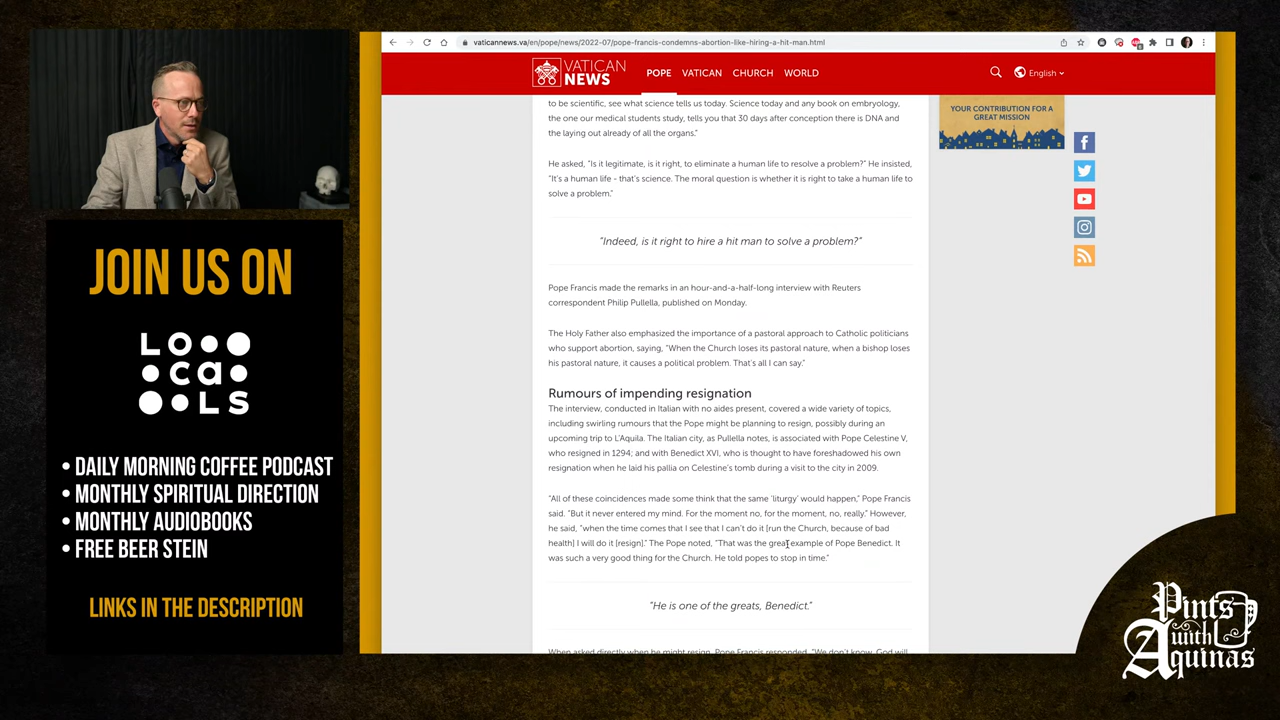 JOIN US ON
LOcaLS
• DAILY MORNING COFFEE PODCAST
• MONTHLY SPIRITUAL DIRECTION
• MONTHLY AUDIOBOOKS
• FREE BEER STEIN
LINKS IN THE DESCRIPTION
vaticannews.va/en/pope/news/2022-07/pope-francis-condemns-abortion-like-hiring-a-hit-man.html
VATICAN
NEWS
POPE VATICAN CHURCH WORLD
English
to be scientific, see what science tells us today. Science today and any book on embryology,
the one our medical students study, tells you that 30 days after conception there is DNA and
the laying out already of all the organs."
He asked, "Is it legitimate, is it right, to eliminate a human life to resolve a problem?" He insisted,
"It's a human life - that's science. The moral question is whether it is right to take a human life to
solve a problem."
"Indeed, is it right to hire a hit man to solve a problem?"
Pope Francis made the remarks in an hour-and-a-half-long interview with Reuters
correspondent Philip Pullella, published on Monday.
The Holy Father also emphasized the importance of a pastoral approach to Catholic politicians
who support abortion, saying, "When the Church loses its pastoral nature, when a bishop loses
his pastoral nature, it causes a political problem. That's all I can say."
Rumours of impending resignation
The interview, conducted in Italian with no aides present, covered a wide variety of topics,
including swirling rumours that the Pope might be planning to resign, possibly during an
upcoming trip to L'Aquila. The Italian city, as Pullella notes, is associated with Pope Celestine V,
who resigned in 1294; and with Benedict XVI, who is thought to have foreshadowed his own
resignation when he laid his pallia on Celestine's tomb during a visit to the city in 2009.
"All of these coincidences made some think that the same 'liturgy' would happen," Pope Francis
said. "But it never entered my mind. For the moment no, for the moment, no, really." However,
he said, "when the time comes that I see that I can't do it [run the Church, because of bad
health] I will do it [resign]." The Pope noted, "That was the great example of Pope Benedict. It
was such a very good thing for the Church. He told popes to stop in time."
"He is one of the greats, Benedict."
When asked directly when he might resign, Pope Francis responded, "We don't know. God will
YOUR CONTRIBUTION FOR A
GREAT MISSION
Pints
with
Aquinas